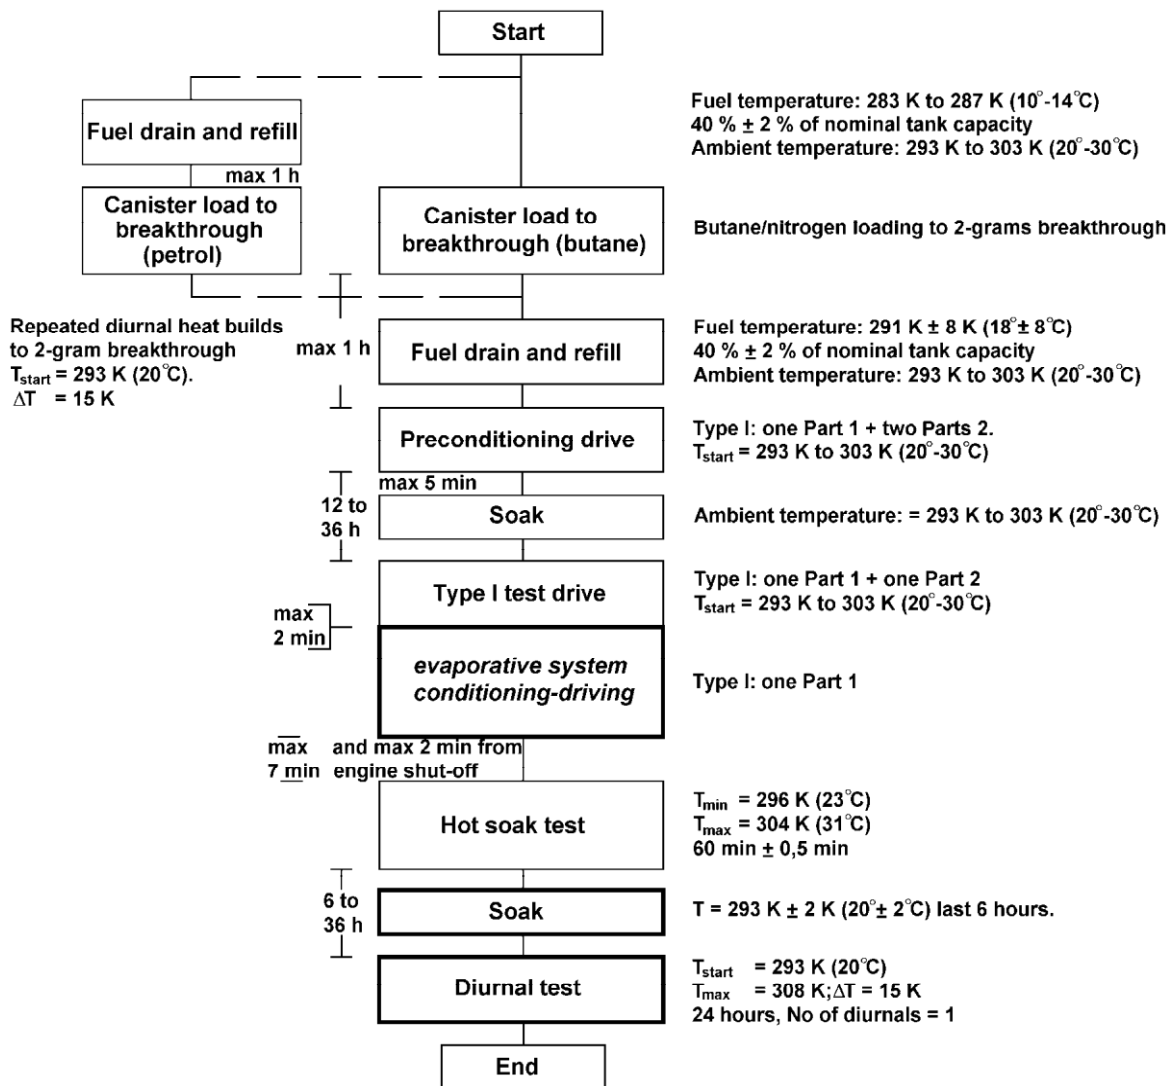 Start
Fuel drain and refill
max 1 h
Canister load to
breakthrough
(petrol)
Fuel temperature: 283 K to 287 K (10°-14°C)
40 % ± 2 % of nominal tank capacity
Ambient temperature: 293 K to 303 K (20°-30°C)
Canister load to
breakthrough (butane)
Butane/nitrogen loading to 2-grams breakthrough
Repeated diurnal heat builds
to 2-gram breakthrough
Tstart = 293 K (20°C).
ΔT = 15 K
max 1 h
Fuel drain and refill
Fuel temperature: 291 K ± 8 K (18°± 8°C)
40 % ± 2 % of nominal tank capacity
Ambient temperature: 293 K to 303 K (20°-30°C)
Preconditioning drive
Type I: one Part 1 + two Parts 2.
Tstart = 293 K to 303 K (20°-30°C)
max 5 min
12 to
36 h
Soak
Ambient temperature: = 293 K to 303 K (20°-30°C)
Type I test drive
Type I: one Part 1 + one Part 2
Tstart = 293 K to 303 K (20°-30°C)
max
2 min
evaporative system
conditioning-driving
Type I: one Part 1
max and max 2 min from
7 min engine shut-off
Hot soak test
Tmin = 296 K (23°C)
Tmax = 304 K (31°C)
60 min ± 0,5 min
6 to
36 h
Soak
T = 293 K ± 2 K (20°± 2°C) last 6 hours.
Diurnal test
Tstart = 293 K (20°C)
Tmax = 308 K;ΔT = 15 K
24 hours, No of diurnals = 1
End